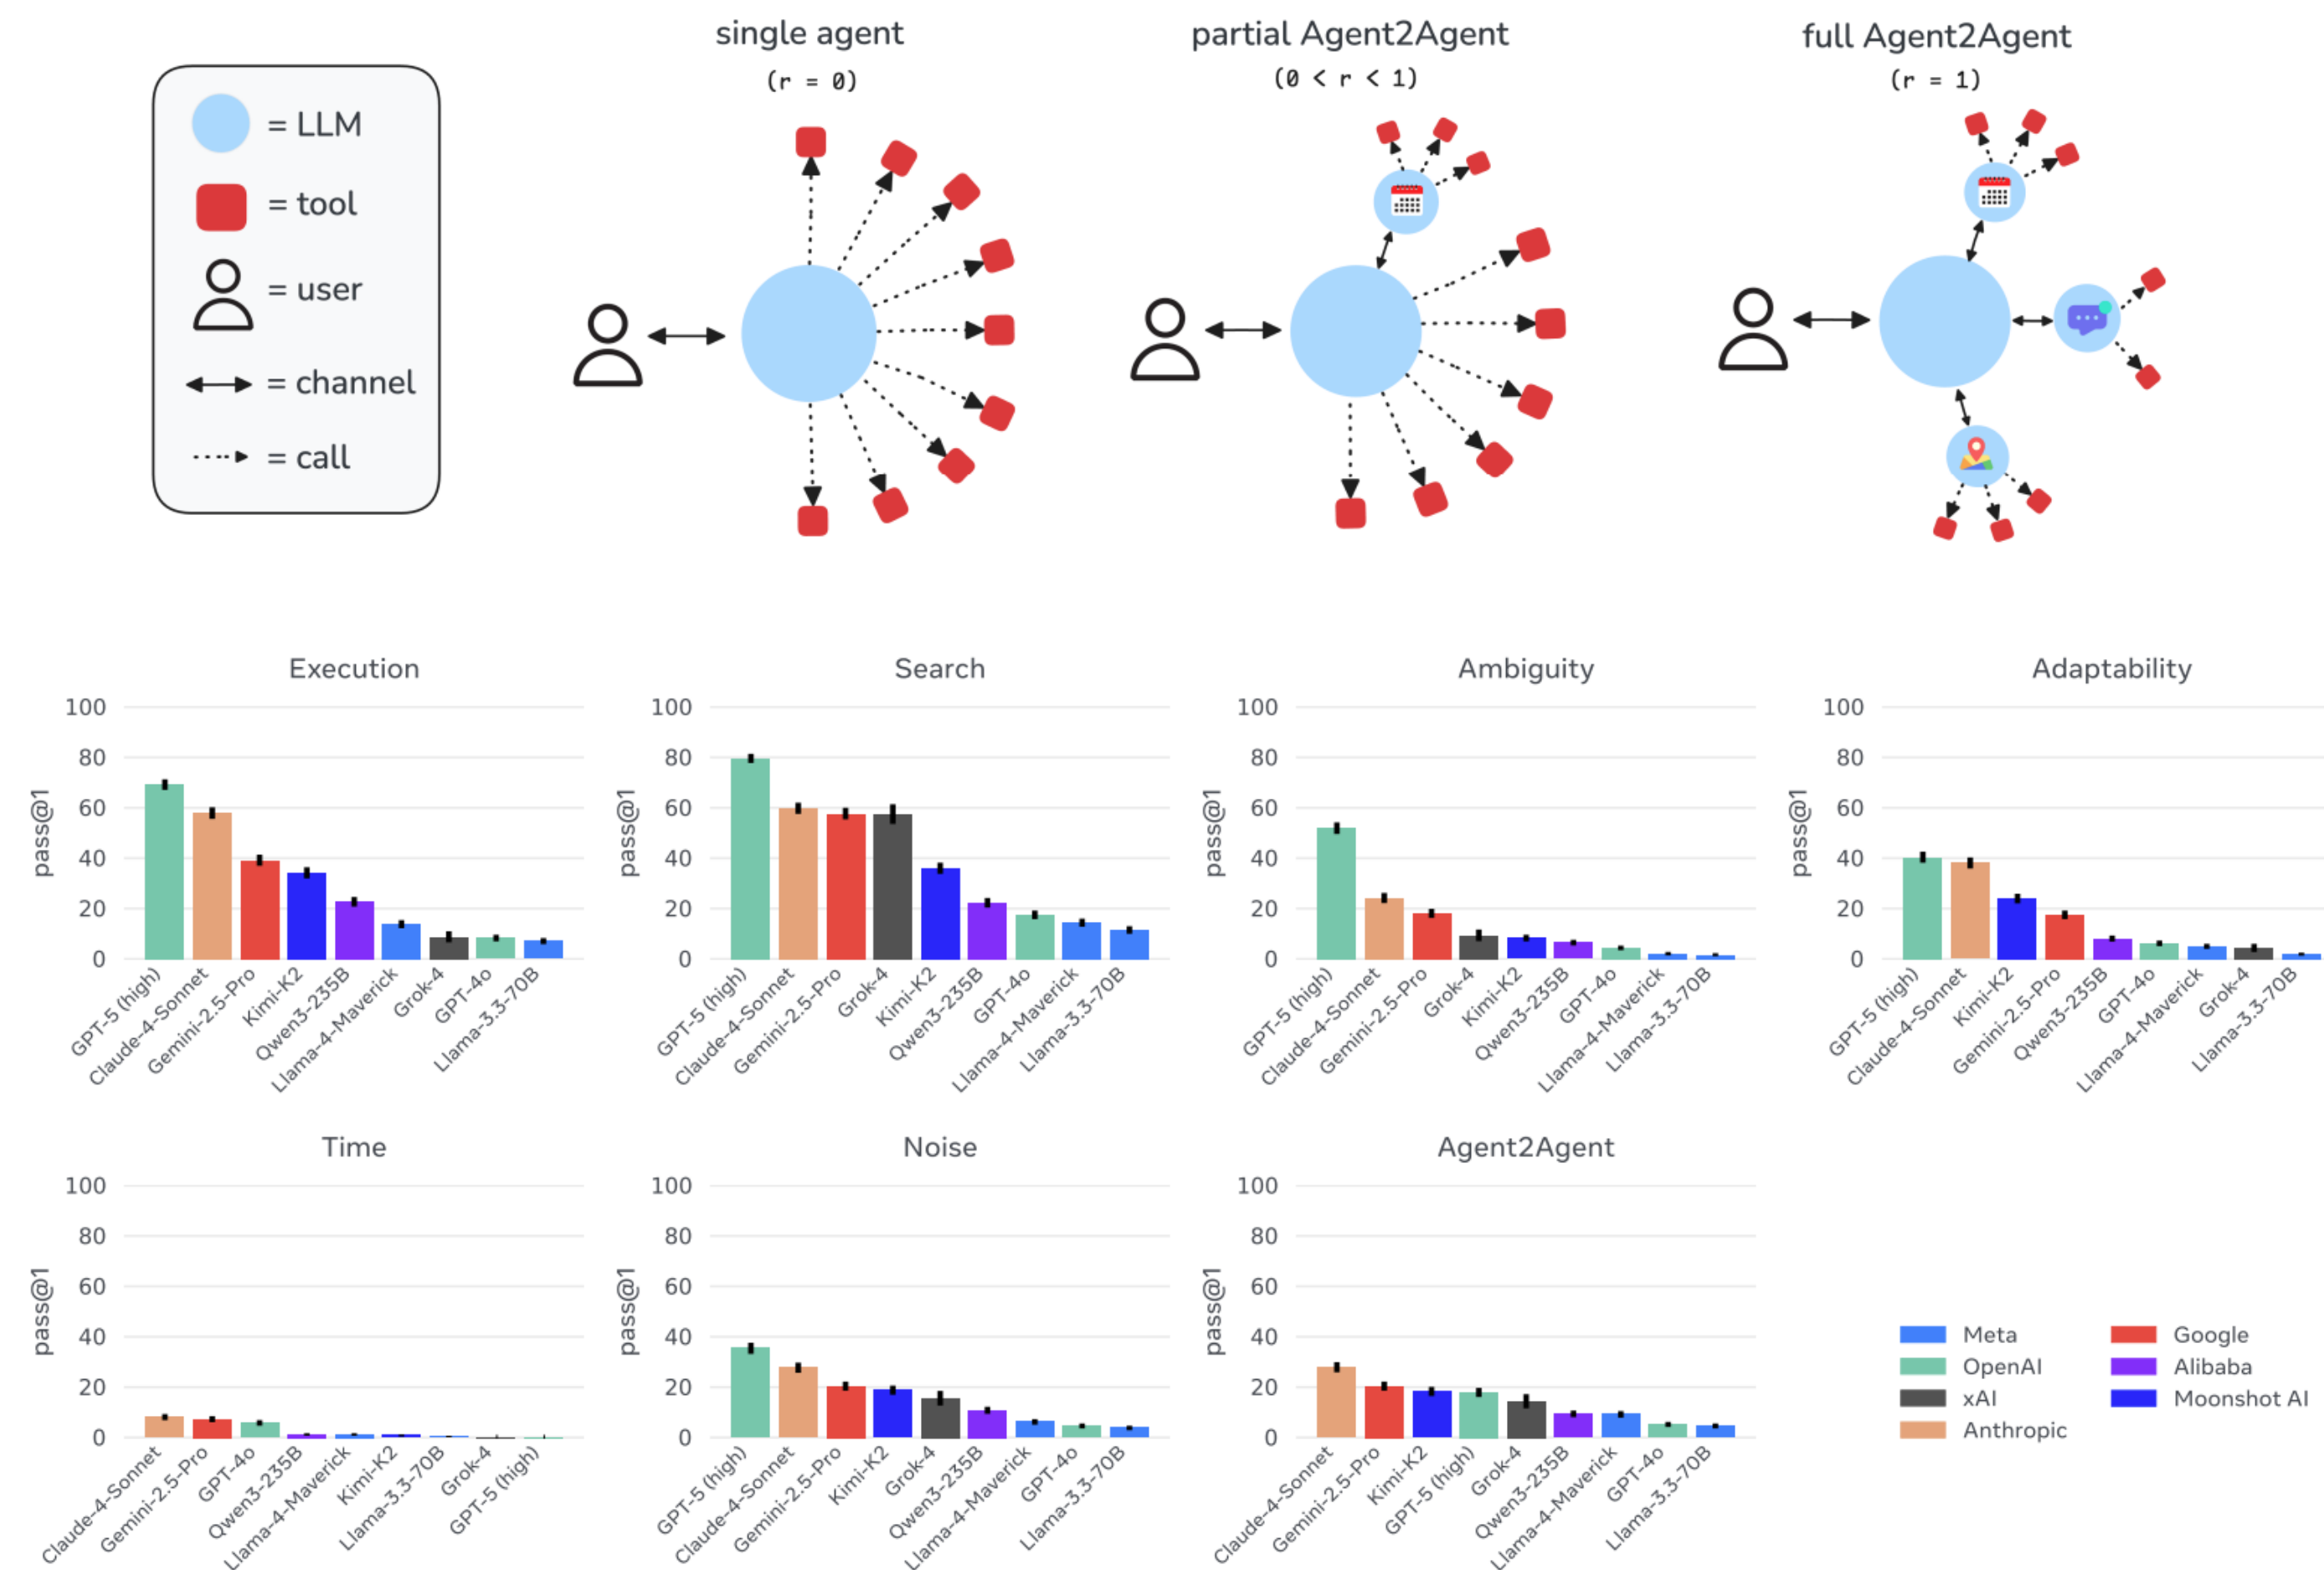 single agent
(r = 0)
partial Agent2Agent
(0 < r < 1)
full Agent2Agent
(r = 1)
= LLM
= tool
= user
= channel
= call
Execution
100
80
60
40
20
0
pass@1
GPT-5 (high)
Claude-4-Sonnet
Gemini-2.5-Pro
Kimi-K2
Qwen3-235B
Llama-4-Maverick
Grok-4
GPT-4o
Llama-3.3-70B
Search
100
80
60
40
20
0
pass@1
GPT-5 (high)
Claude-4-Sonnet
Gemini-2.5-Pro
Grok-4
Kimi-K2
Qwen3-235B
GPT-4o
Llama-4-Maverick
Llama-3.3-70B
Ambiguity
100
80
60
40
20
0
pass@1
GPT-5 (high)
Claude-4-Sonnet
Gemini-2.5-Pro
Grok-4
Kimi-K2
Qwen3-235B
GPT-4o
Llama-4-Maverick
Llama-3.3-70B
Adaptability
100
80
60
40
20
0
pass@1
GPT-5 (high)
Claude-4-Sonnet
Kimi-K2
Gemini-2.5-Pro
Qwen3-235B
GPT-4o
Llama-4-Maverick
Grok-4
Llama-3.3-70B
Time
100
80
60
40
20
0
pass@1
Claude-4-Sonnet
Gemini-2.5-Pro
GPT-4o
Qwen3-235B
Llama-4-Maverick
Kimi-K2
Llama-3.3-70B
Grok-4
GPT-5 (high)
Noise
100
80
60
40
20
0
pass@1
GPT-5 (high)
Claude-4-Sonnet
Gemini-2.5-Pro
Kimi-K2
Grok-4
Qwen3-235B
Llama-4-Maverick
GPT-4o
Llama-3.3-70B
Agent2Agent
100
80
60
40
20
0
pass@1
Claude-4-Sonnet
Gemini-2.5-Pro
Kimi-K2
GPT-5 (high)
Grok-4
Qwen3-235B
Llama-4-Maverick
GPT-4o
Llama-3.3-70B
Meta
OpenAI
xAI
Anthropic
Google
Alibaba
Moonshot AI